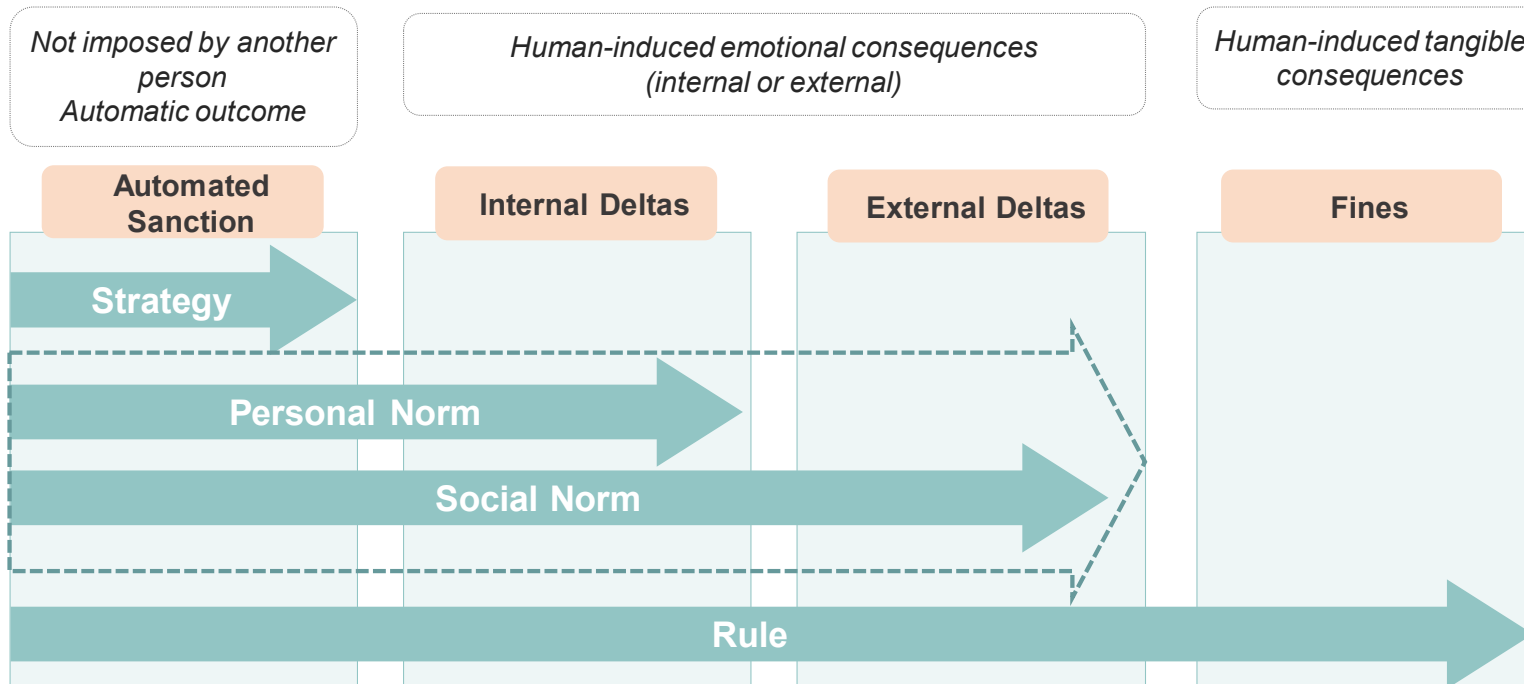 Not imposed by another
person
Automatic outcome
Human-induced emotional consequences
(internal or external)
Human-induced tangible
consequences
Automated
Sanction
Internal Deltas
External Deltas
Fines
Strategy
Personal Norm
Social Norm
Rule